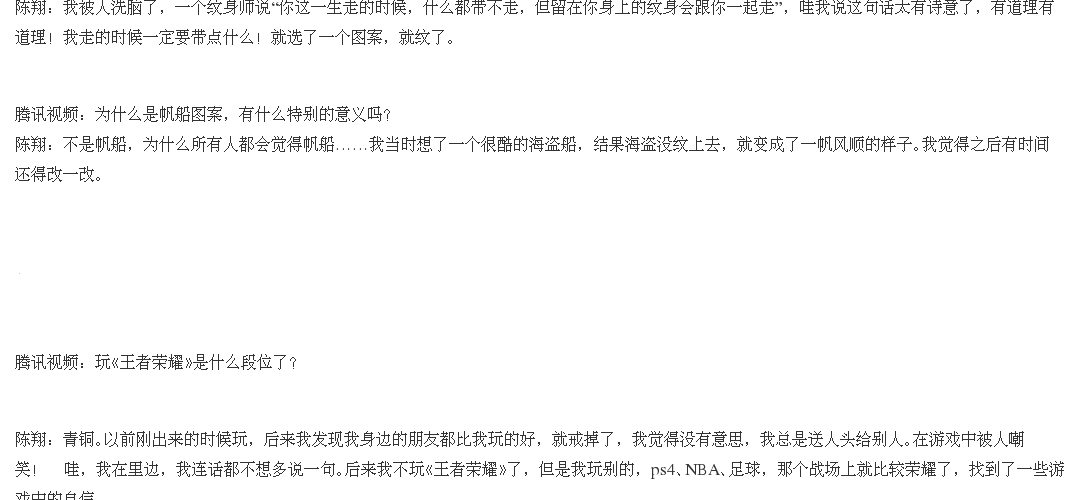 陈翔：我被人洗脑了，一个纹身师说“你这一生走的时候，什么都带不走，但留在你身上的纹身会跟你一起走”，哇我说这句话太有诗意了，有道理有
道理！我走的时候一定要带点什么！就选了一个图案，就纹了。
腾讯视频：为什么是帆船图案，有什么特别的意义吗？
陈翔：不是帆船，为什么所有人都会觉得帆船……我当时想了一个很酷的海盗船，结果海盗没纹上去，就变成了一帆风顺的样子。我觉得之后有时间
还得改一改。
腾讯视频：玩《王者荣耀》是什么段位了？
陈翔：青铜。以前刚出来的时候玩，后来我发现我身边的朋友都比我玩的好，就戒掉了，我觉得没有意思，我总是送人头给别人。在游戏中被人嘲
笑！ 哇，我在里边，我连话都不想多说一句。后来我不玩《王者荣耀》了，但是我玩别的，ps4、NBA、足球，那个战场上就比较荣耀了，找到了一些游
戏中的自信